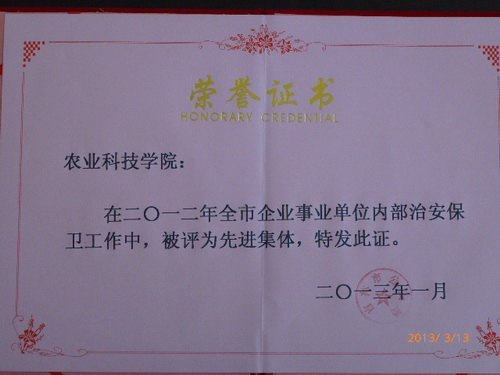 荣誉证书
HONORARY CREDENTIAL
农业科技学院：
在二〇一二年全市企业事业单位内部治安保
卫工作中，被评为先进集体，特发此证。
二〇一三年一月
2013/3/13